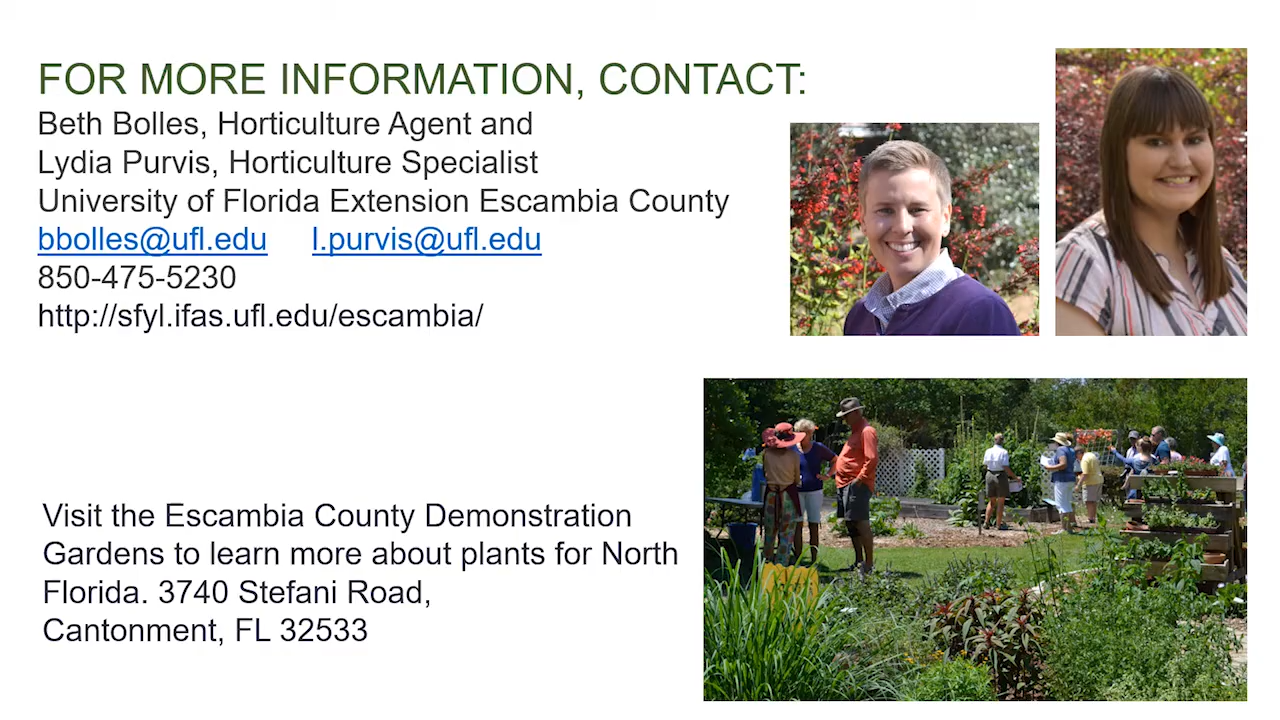 FOR MORE INFORMATION, CONTACT:
Beth Bolles, Horticulture Agent and
Lydia Purvis, Horticulture Specialist
University of Florida Extension Escambia County
bbolles@ufl.edu l.purvis@ufl.edu
850-475-5230
http://sfyl.ifas.ufl.edu/escambia/
Visit the Escambia County Demonstration
Gardens to learn more about plants for North
Florida. 3740 Stefani Road,
Cantonment, FL 32533